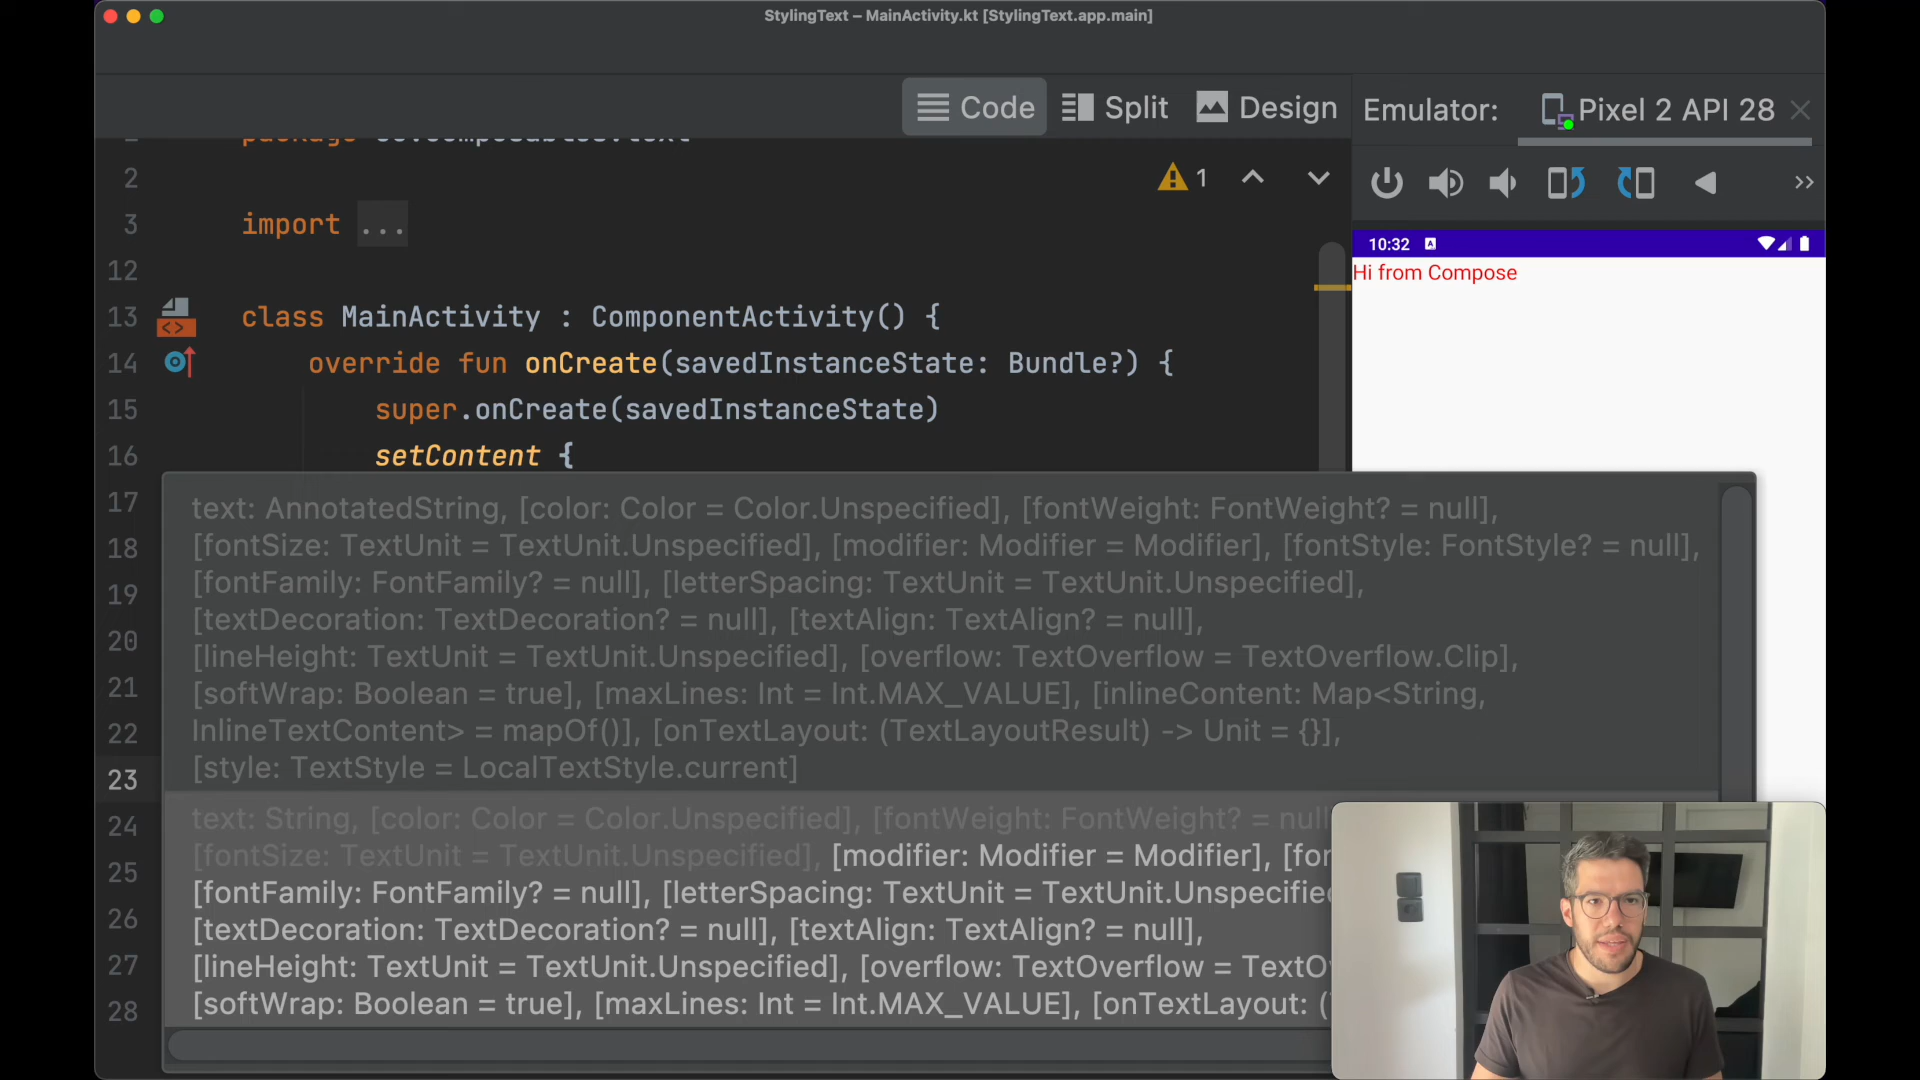 StylingText – MainActivity.kt [StylingText.app.main]
Code
Split
Design
Emulator:
Pixel 2 API 28
1
2
3 import ...
12
13 class MainActivity : ComponentActivity() {
14 override fun onCreate(savedInstanceState: Bundle?) {
15 super.onCreate(savedInstanceState)
16 setContent {
17
18
19
20
21
22
23
24
25
26
27
28
text: AnnotatedString, [color: Color = Color.Unspecified], [fontWeight: FontWeight? = null],
[fontSize: TextUnit = TextUnit.Unspecified], [modifier: Modifier = Modifier], [fontStyle: FontStyle? = null],
[fontFamily: FontFamily? = null], [letterSpacing: TextUnit = TextUnit.Unspecified],
[textDecoration: TextDecoration? = null], [textAlign: TextAlign? = null],
[lineHeight: TextUnit = TextUnit.Unspecified], [overflow: TextOverflow = TextOverflow.Clip],
[softWrap: Boolean = true], [maxLines: Int = Int.MAX_VALUE], [inlineContent: Map<String,
InlineTextContent> = mapOf()], [onTextLayout: (TextLayoutResult) -> Unit = {}],
[style: TextStyle = LocalTextStyle.current]
text: String, [color: Color = Color.Unspecified], [fontWeight: FontWeight? = null
[fontSize: TextUnit = TextUnit.Unspecified], [modifier: Modifier = Modifier],
[fontFamily: FontFamily? = null], [letterSpacing: TextUnit = TextUnit.Unspecified
[textDecoration: TextDecoration? = null], [textAlign: TextAlign? = null],
[lineHeight: TextUnit = TextUnit.Unspecified], [overflow: TextOverflow =
[softWrap: Boolean = true], [maxLines: Int = Int.MAX_VALUE], [onTextLayout: (
10:32
Hi from Compose